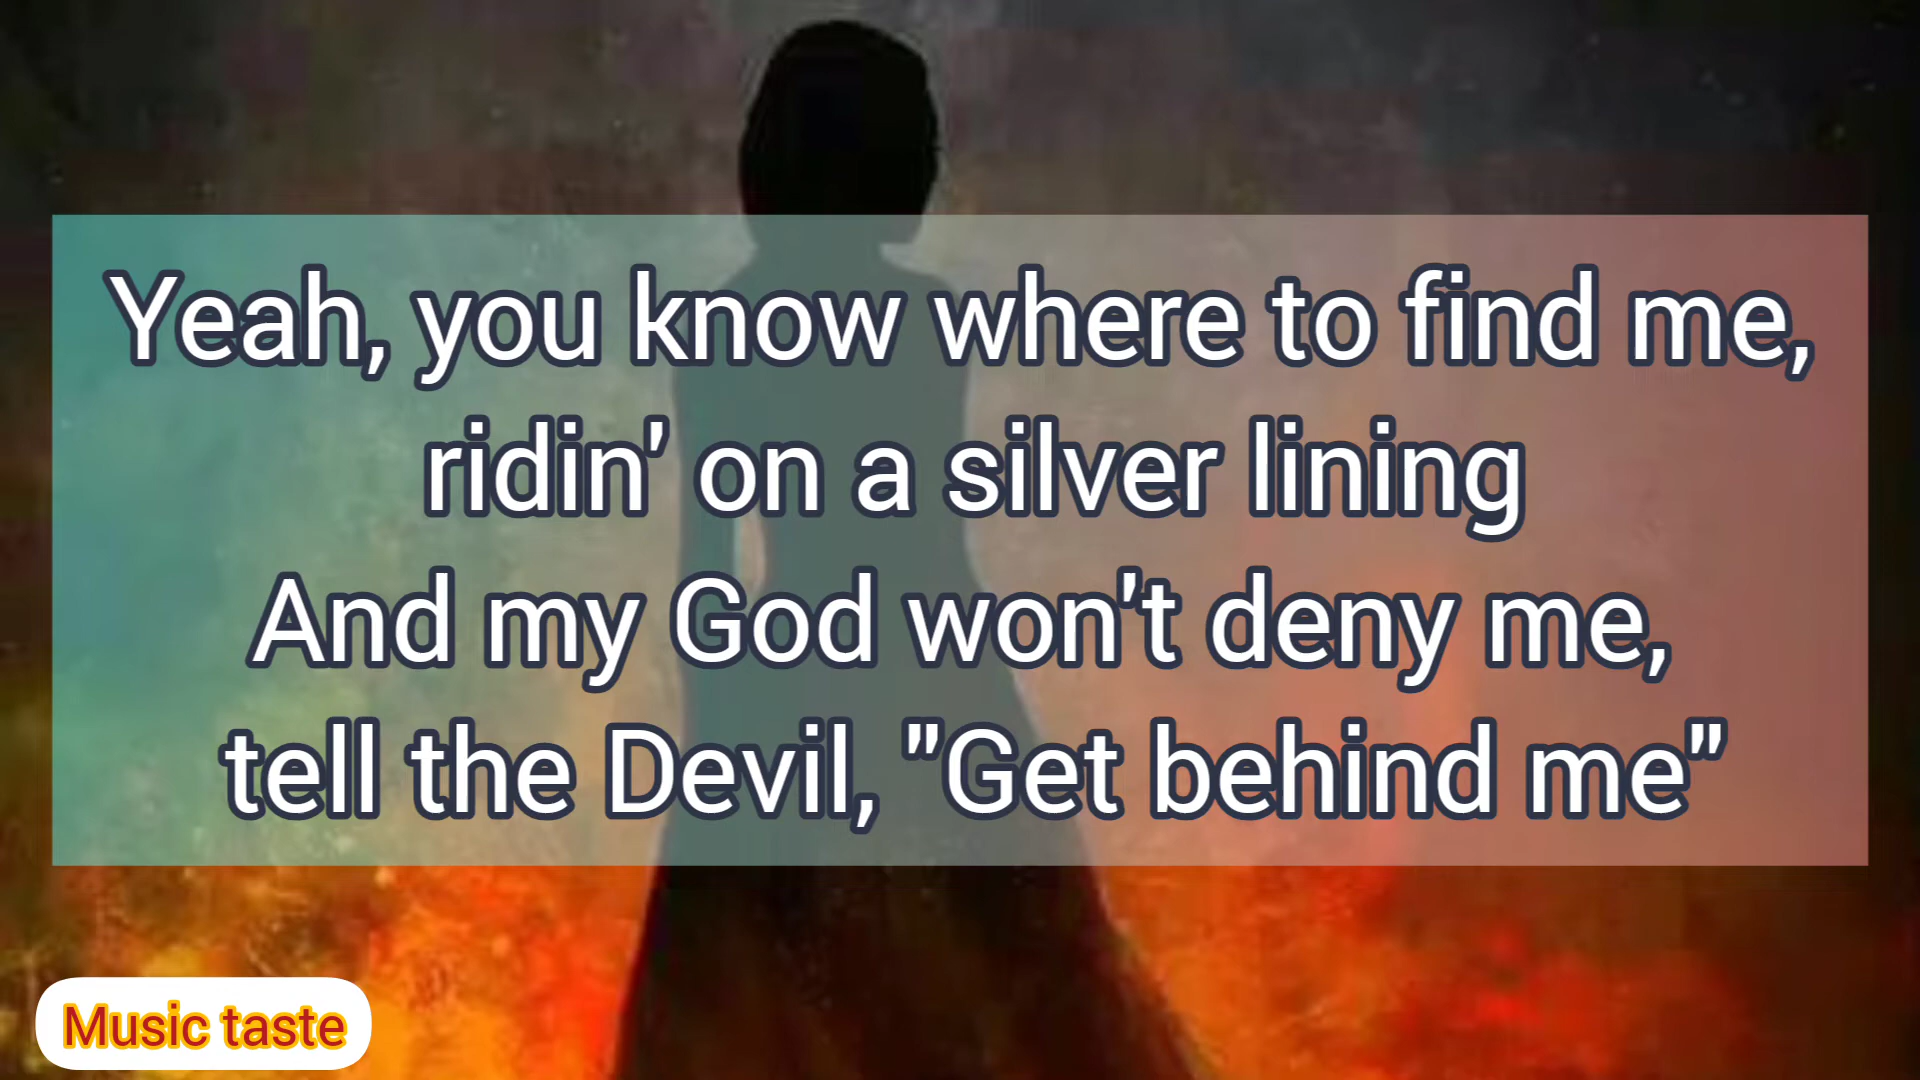 Yeah, you know where to find me,
ridin' on a silver lining
And my God won't deny me,
tell the Devil, "Get behind me"
Music taste